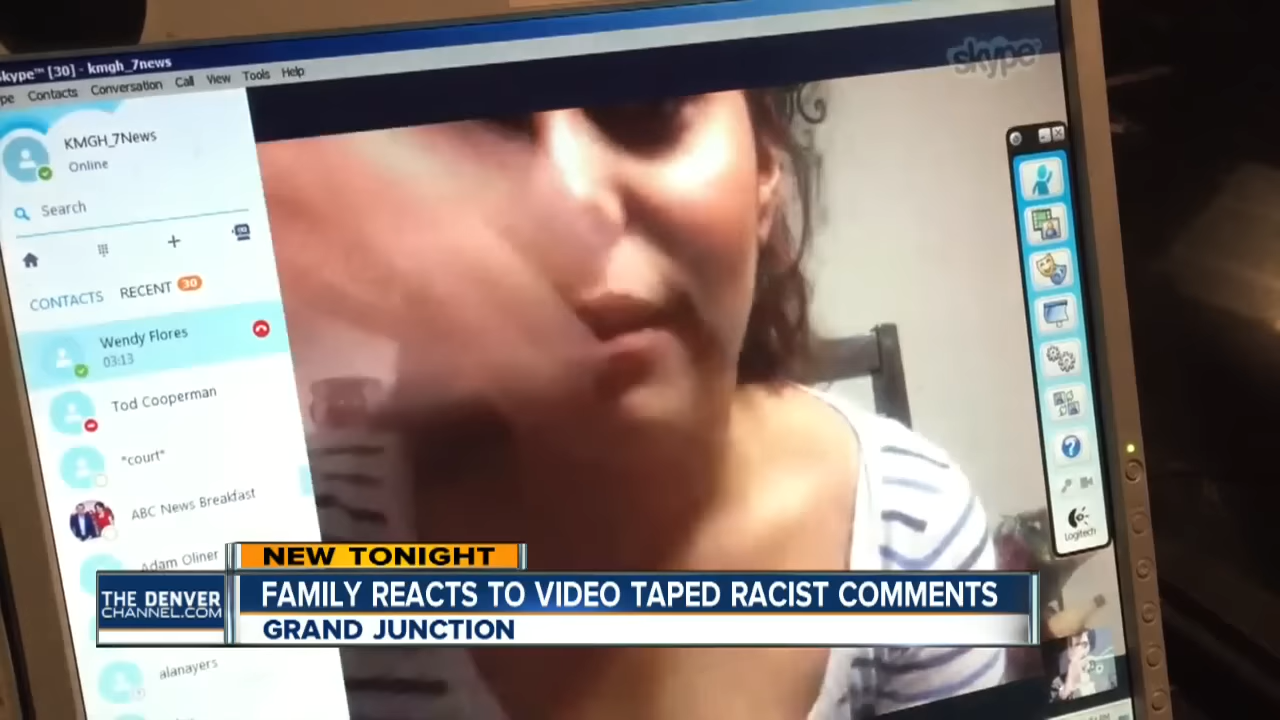 Skype™ [30] - kmgh_7news
Contacts Conversation Call View Tools Help
skype
KMGH_7News
Online
Search
CONTACTS RECENT 30
Wendy Flores
03:13
Tod Cooperman
*court*
ABC News Breakfast
Adam Oliner
alanayers
Logitech
NEW TONIGHT
THE DENVER
CHANNEL.COM
FAMILY REACTS TO VIDEO TAPED RACIST COMMENTS
GRAND JUNCTION